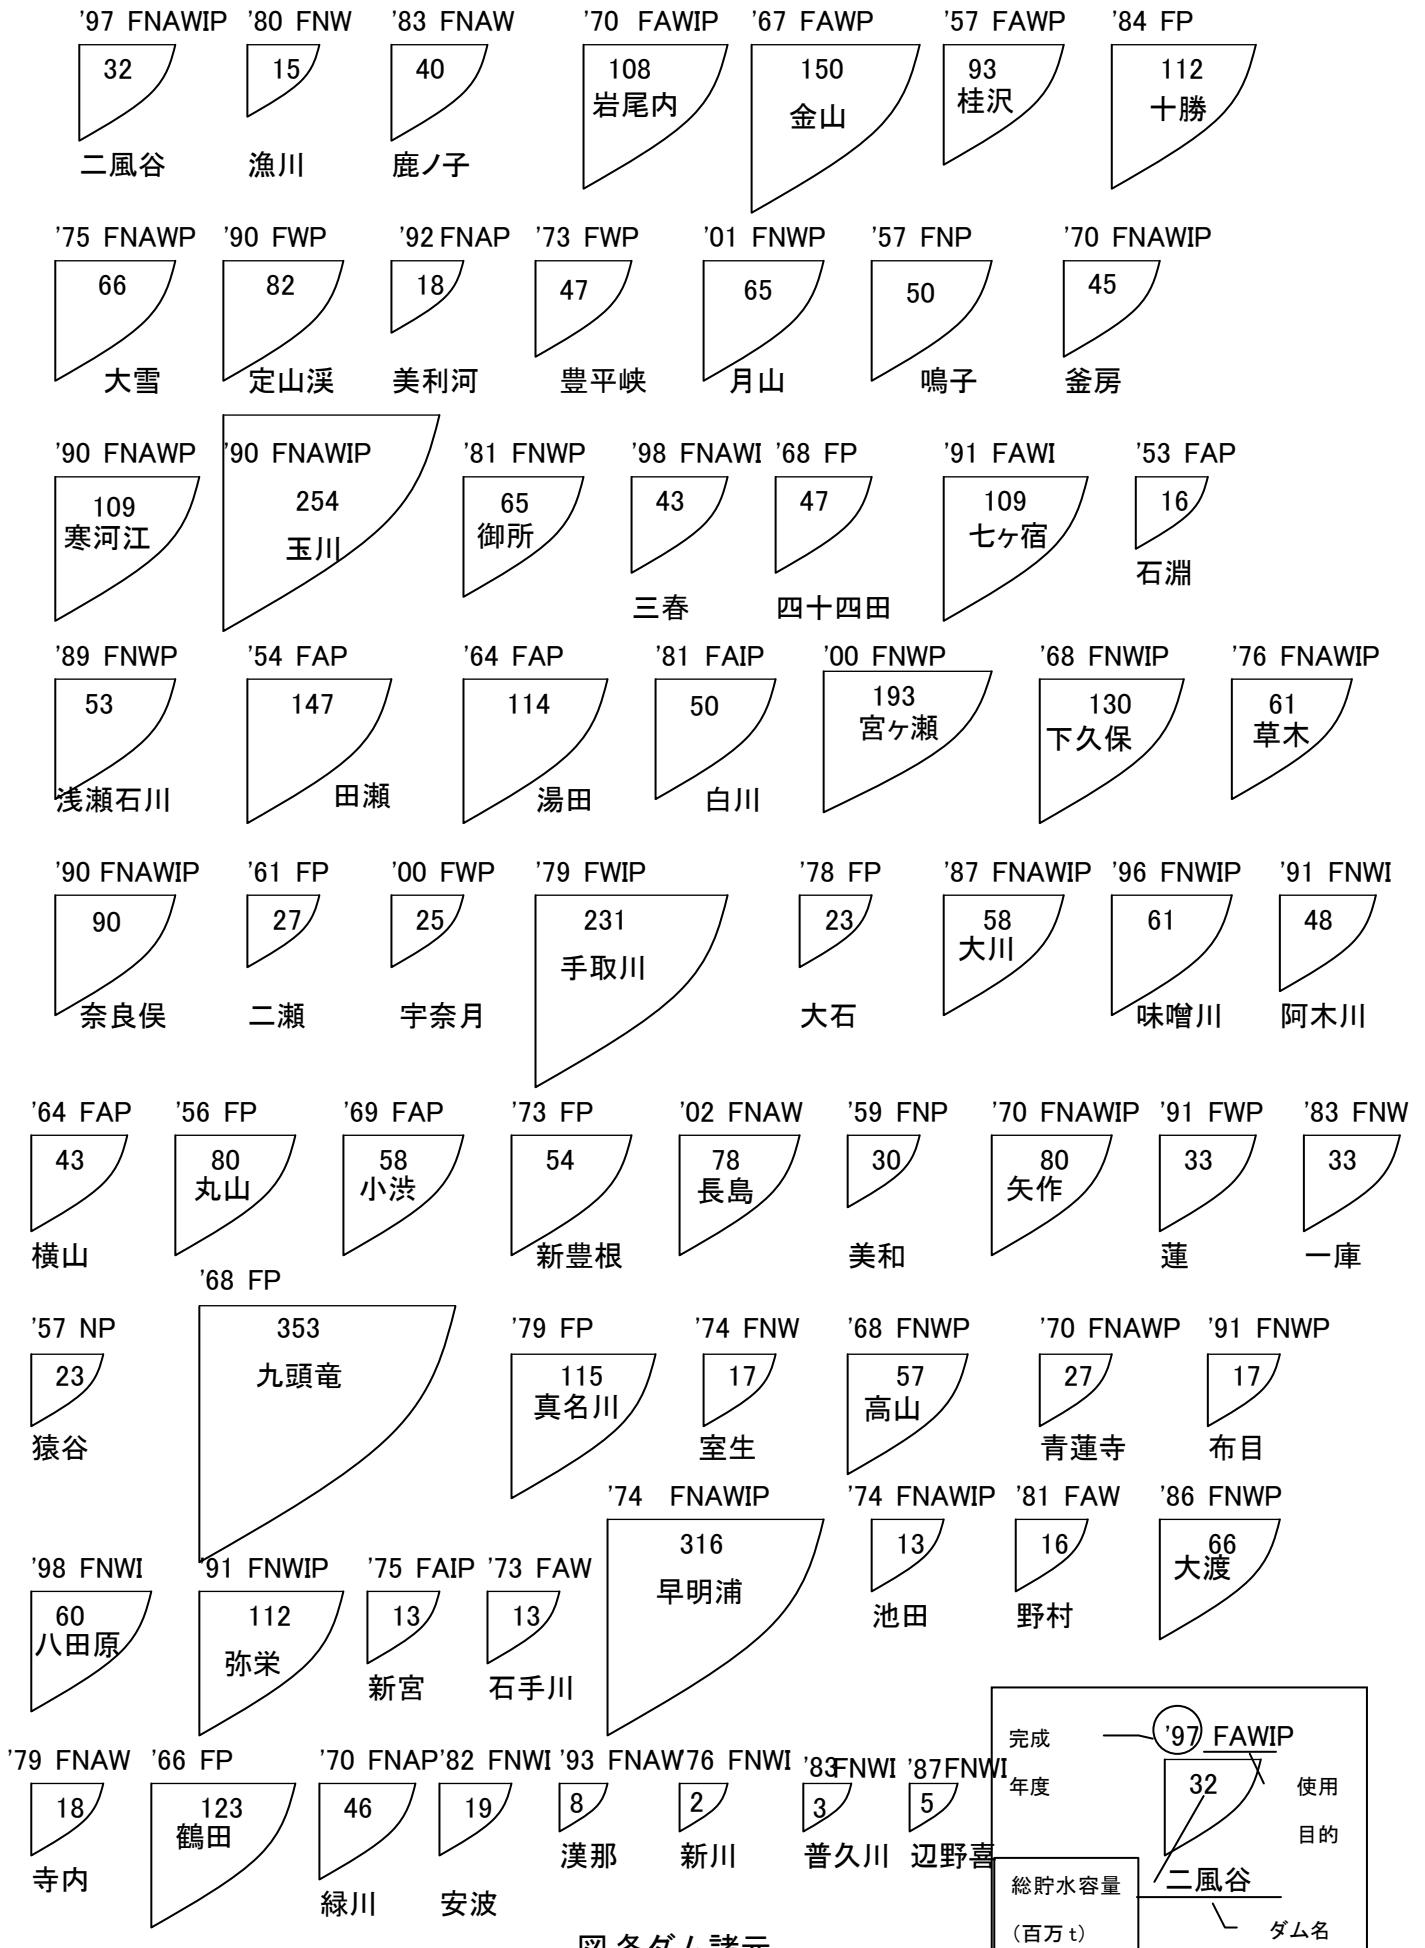 '97 FNAWIP '80 FNW '83 FNAW '70 FAWIP '67 FAWP '57 FAWP '84 FP
32 15 40 108 150 93 112
岩尾内 金山 桂沢 十勝
二風谷 漁川 鹿ノ子
'75 FNAWP '90 FWP '92 FNAP '73 FWP '01 FNWP '57 FNP '70 FNAWIP
66 82 18 47 65 50 45
大雪 定山渓 美利河 豊平峡 月山 鳴子 釜房
'90 FNAWP '90 FNAWIP '81 FNWP '98 FNAWI '68 FP '91 FAWI '53 FAP
109 254 65 43 47 109 16
寒河江 玉川 御所 七ヶ宿
石淵
三春 四十四田
'89 FNWP '54 FAP '64 FAP '81 FAIP '00 FNWP '68 FNWIP '76 FNAWIP
53 147 114 50 193 130 61
宮ヶ瀬 下久保 草木
浅瀬石川 田瀬 湯田 白川
'90 FNAWIP '61 FP '00 FWP '79 FWIP '78 FP '87 FNAWIP '96 FNWIP '91 FNWI
90 27 25 231 23 58 61 48
手取川 大川
奈良俣 二瀬 宇奈月 大石 味噌川 阿木川
'64 FAP '56 FP '69 FAP '73 FP '02 FNAW '59 FNP '70 FNAWIP '91 FWP '83 FNW
43 80 58 54 78 30 80 33 33
丸山 小渋 長島 矢作
横山 新豊根 美和 蓮 一庫
'68 FP
'57 NP 353 '79 FP '74 FNW '68 FNWP '70 FNAWP '91 FNWP
23 九頭竜 115 17 57 27 17
真名川 高山
猿谷 室生 青蓮寺 布目
'74 FNAWIP '74 FNAWIP '81 FAW '86 FNWP
316 13 16 66
大渡
'98 FNWI '91 FNWIP '75 FAIP '73 FAW 早明浦 池田 野村
60 112 13 13
八田原 弥栄
新宮 石手川
'79 FNAW '66 FP '70 FNAP '82 FNWI '93 FNAW '76 FNWI '83 FNWI '87 FNWI
18 123 46 19 8 2 3 5
鶴田
寺内 緑川 安波 漢那 新川 普久川 辺野喜
完成 '97 FAWIP
年度 32 使用
目的
総貯水容量 二風谷
(百万t) ダム名
図 各ダム諸元